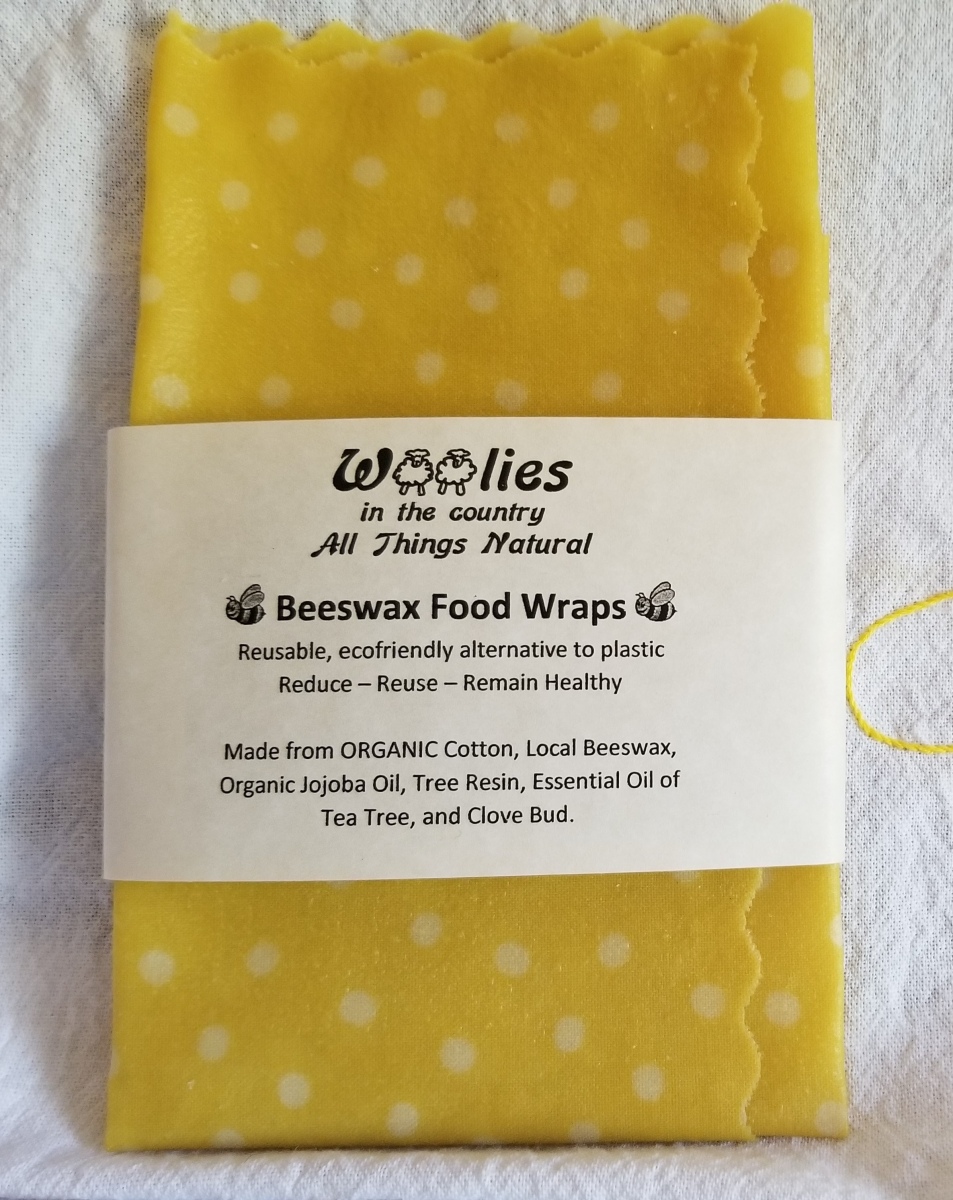 Woolies
in the country
All Things Natural
Beeswax Food Wraps
Reusable, ecofriendly alternative to plastic
Reduce – Reuse – Remain Healthy
Made from ORGANIC Cotton, Local Beeswax,
Organic Jojoba Oil, Tree Resin, Essential Oil of
Tea Tree, and Clove Bud.